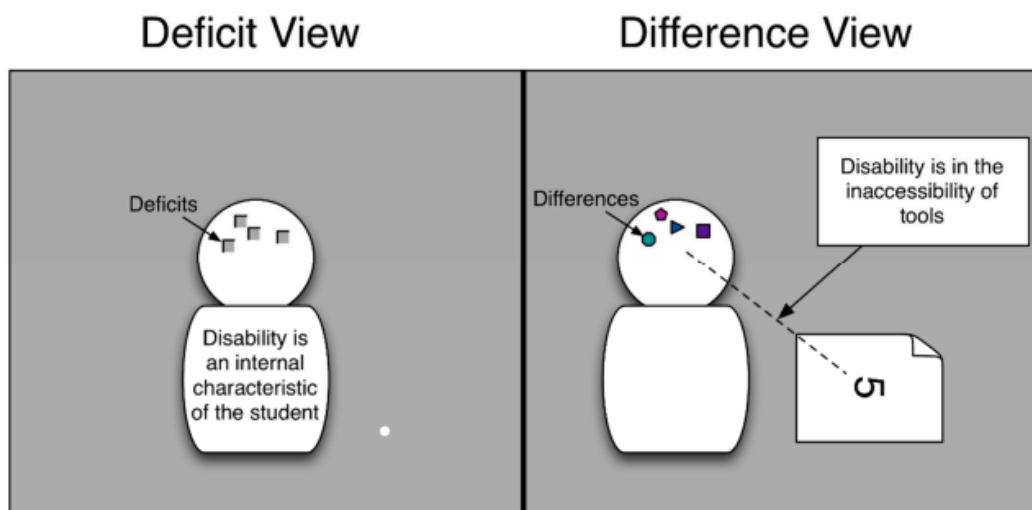 Deficit View
Difference View
Deficits
Disability is
an internal
characteristic
of the student
Differences
Disability is in the
inaccessibility of
tools
5